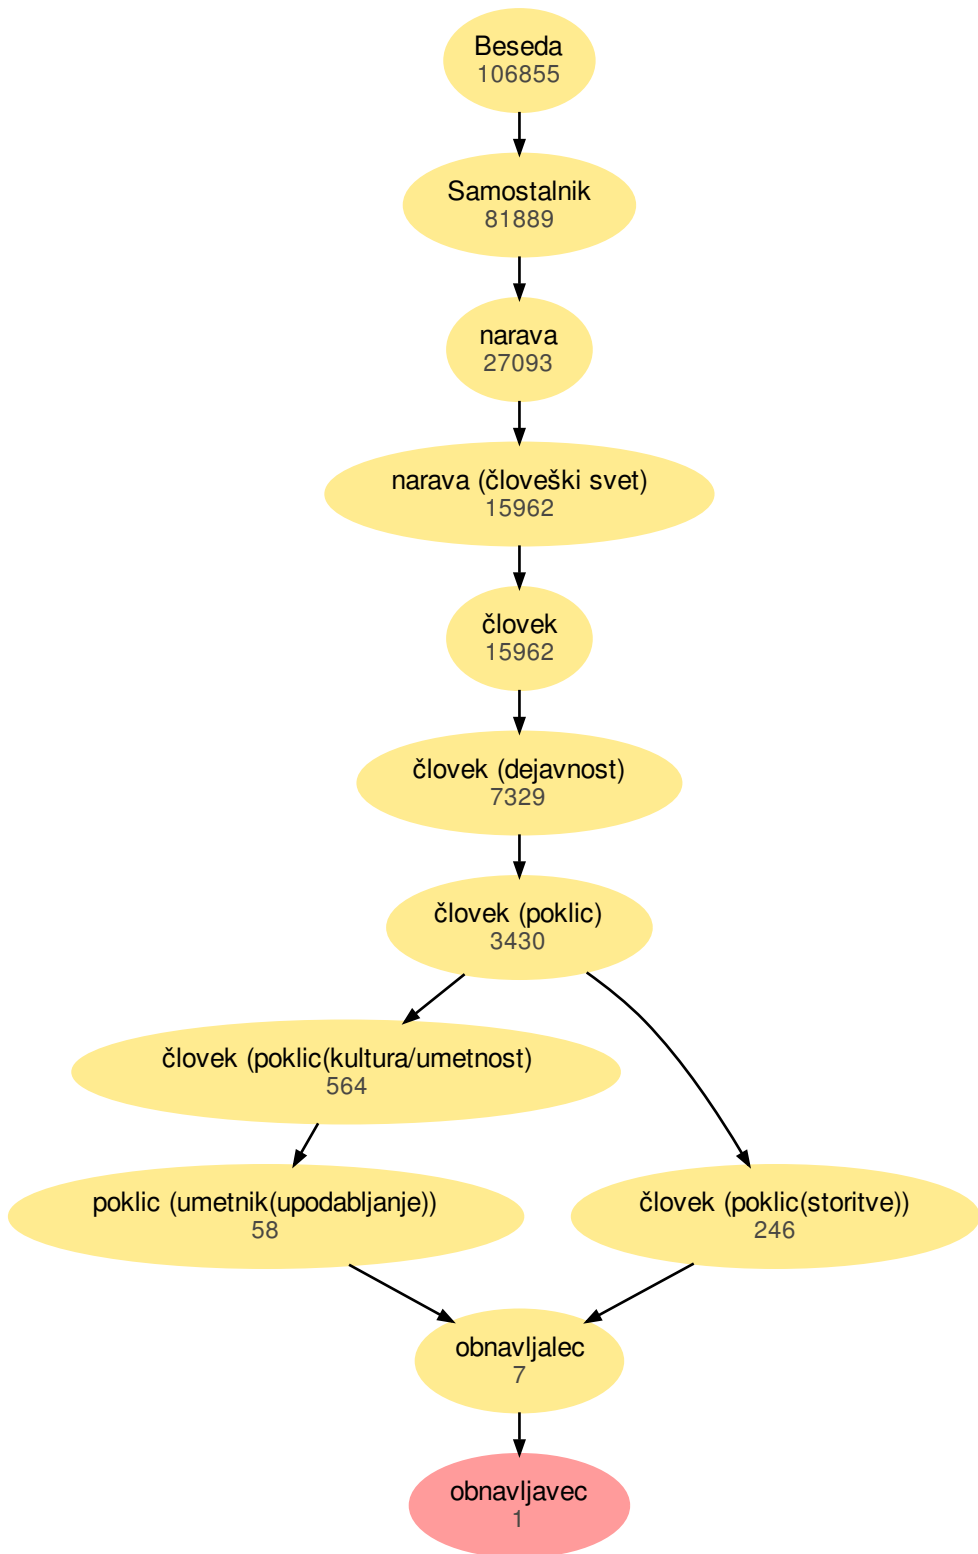 Beseda
106855
Samostalnik
81889
narava
27093
narava (človeški svet)
15962
človek
15962
človek (dejavnost)
7329
človek (poklic)
3430
človek (poklic(kultura/umetnost)
564
poklic (umetnik(upodabljanje))
58
človek (poklic(storitve))
246
obnavljalec
7
obnavljavec
1